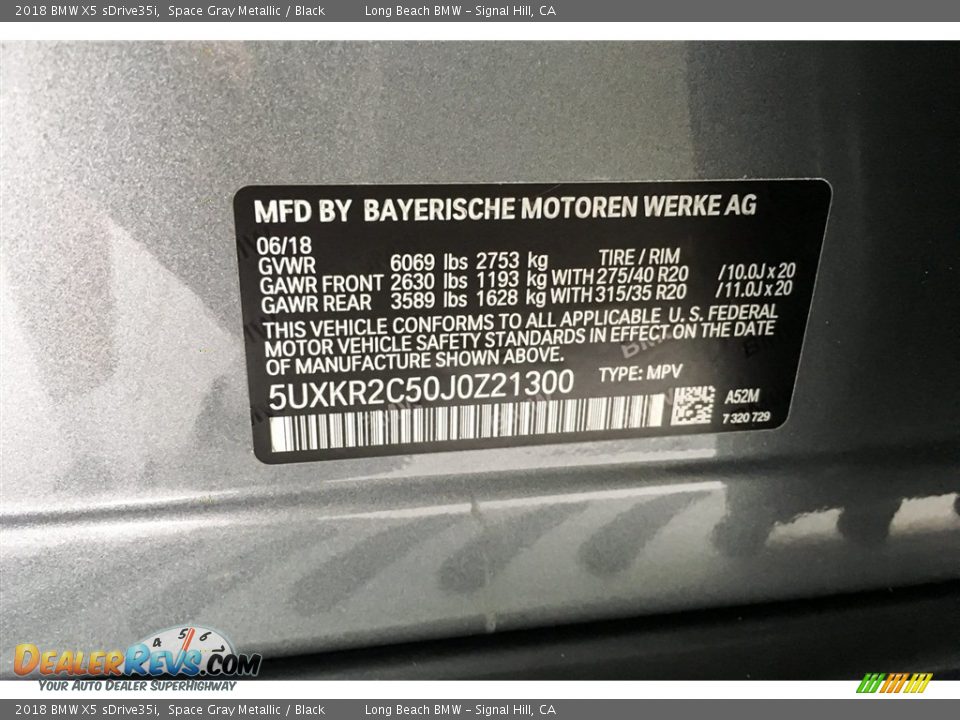 2018 BMW X5 sDrive35i, Space Gray Metallic / Black Long Beach BMW - Signal Hill, CA
MFD BY BAYERISCHE MOTOREN WERKE AG
06/18
GVWR 6069 lbs 2753 kg TIRE / RIM
GAWR FRONT 2630 lbs 1193 kg WITH 275/40 R20 /10.0J x 20
GAWR REAR 3589 lbs 1628 kg WITH 315/35 R20 /11.0J x 20
THIS VEHICLE CONFORMS TO ALL APPLICABLE U. S. FEDERAL
MOTOR VEHICLE SAFETY STANDARDS IN EFFECT ON THE DATE
OF MANUFACTURE SHOWN ABOVE.
5UXKR2C50J0Z21300 TYPE: MPV
A52M
7 320 729
4 5 6
DEALERREVS.COM
YOUR AUTO DEALER SUPERHIGHWAY
2018 BMW X5 sDrive35i, Space Gray Metallic / Black Long Beach BMW - Signal Hill, CA